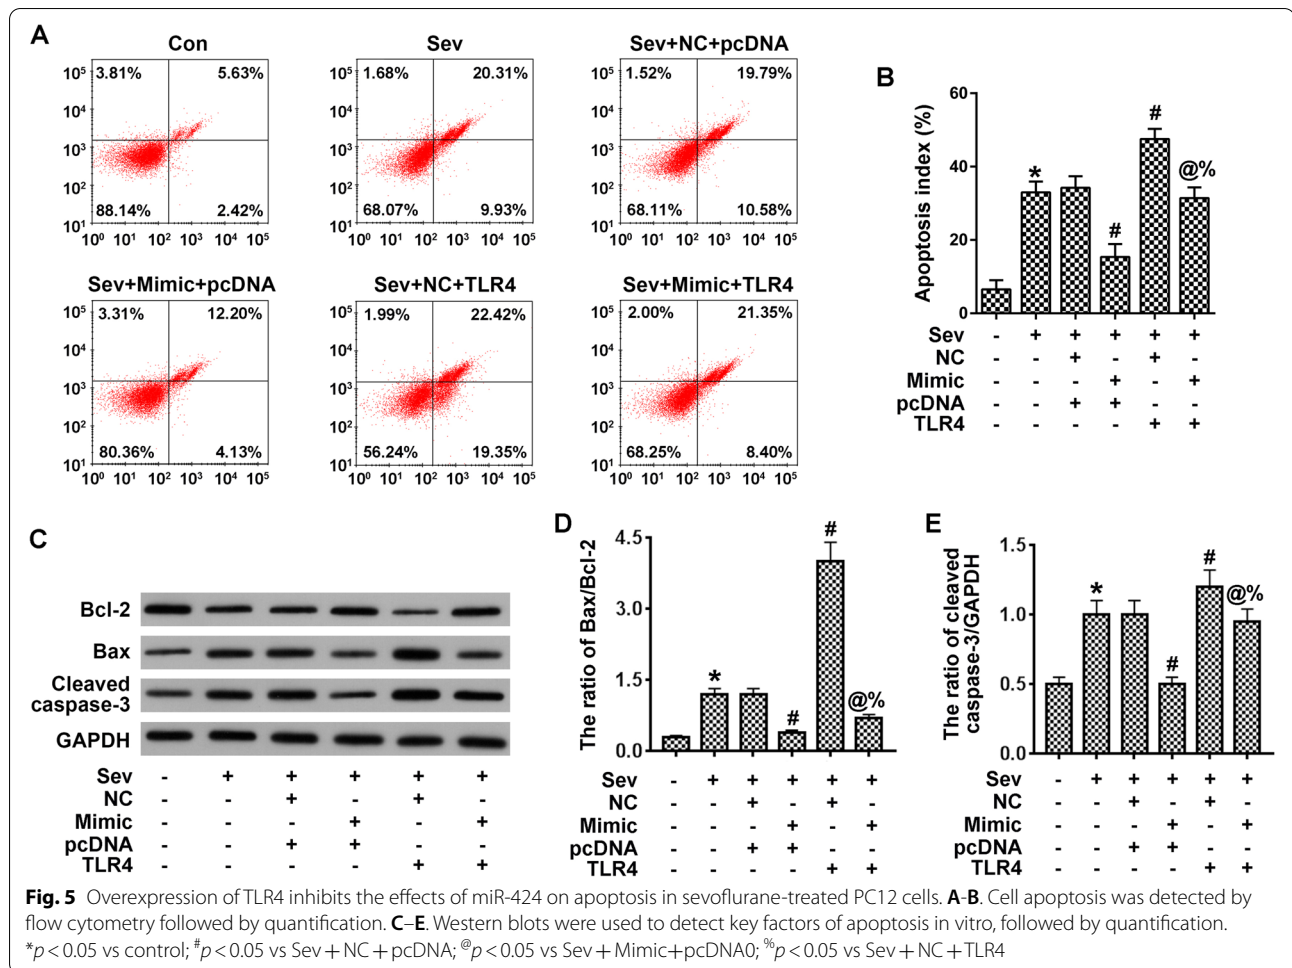 A
Con
Sev
Sev+NC+pcDNA
10⁵ 3.81% 5.63%
10⁴
10³
10²
10¹ 88.14% 2.42%
10⁰ 10¹ 10² 10³ 10⁴ 10⁵
10⁵ 1.68% 20.31%
10⁴
10³
10²
10¹ 68.07% 9.93%
10⁰ 10¹ 10² 10³ 10⁴ 10⁵
10⁵ 1.52% 19.79%
10⁴
10³
10²
10¹ 68.11% 10.58%
10⁰ 10¹ 10² 10³ 10⁴ 10⁵
Sev+Mimic+pcDNA
Sev+NC+TLR4
Sev+Mimic+TLR4
10⁵ 3.31% 12.20%
10⁴
10³
10²
10¹ 80.36% 4.13%
10⁰ 10¹ 10² 10³ 10⁴ 10⁵
10⁵ 1.99% 22.42%
10⁴
10³
10²
10¹ 56.24% 19.35%
10⁰ 10¹ 10² 10³ 10⁴ 10⁵
10⁵ 2.00% 21.35%
10⁴
10³
10²
10¹ 68.25% 8.40%
10⁰ 10¹ 10² 10³ 10⁴ 10⁵
B
Apoptosis index (%)
60
40
20
0
* # # @%
Sev - + + + + +
NC - - + - + -
Mimic - - - + - +
pcDNA - - + + - -
TLR4 - - - - + +
C
Bcl-2
Bax
Cleaved
caspase-3
GAPDH
Sev - + + + + +
NC - - + - + -
Mimic - - - + - +
pcDNA - - + + - -
TLR4 - - - - + +
D
The ratio of Bax/Bcl-2
4.5
3.0
1.5
0.0
* # # @%
Sev - + + + + +
NC - - + - + -
Mimic - - - + - +
pcDNA - - + + - -
TLR4 - - - - + +
E
The ratio of cleaved
caspase-3/GAPDH
1.5
1.0
0.5
0.0
* # # @%
Sev - + + + + +
NC - - + - + -
Mimic - - - + - +
pcDNA - - + + - -
TLR4 - - - - + +
Fig. 5 Overexpression of TLR4 inhibits the effects of miR-424 on apoptosis in sevoflurane-treated PC12 cells. A-B. Cell apoptosis was detected by
flow cytometry followed by quantification. C–E. Western blots were used to detect key factors of apoptosis in vitro, followed by quantification.
*p < 0.05 vs control; #p < 0.05 vs Sev + NC + pcDNA; @p < 0.05 vs Sev + Mimic+pcDNA0; %p < 0.05 vs Sev + NC + TLR4